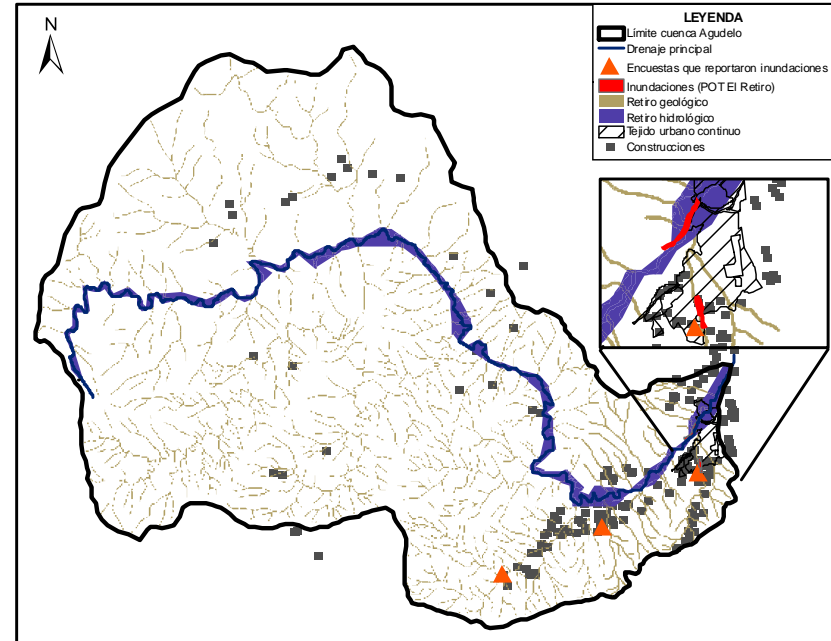 N
LEYENDA
Límite cuenca Agudelo
Drenaje principal
Encuestas que reportaron inundaciones
Inundaciones (POT El Retiro)
Retiro geológico
Retiro hidrológico
Tejido urbano continuo
Construcciones